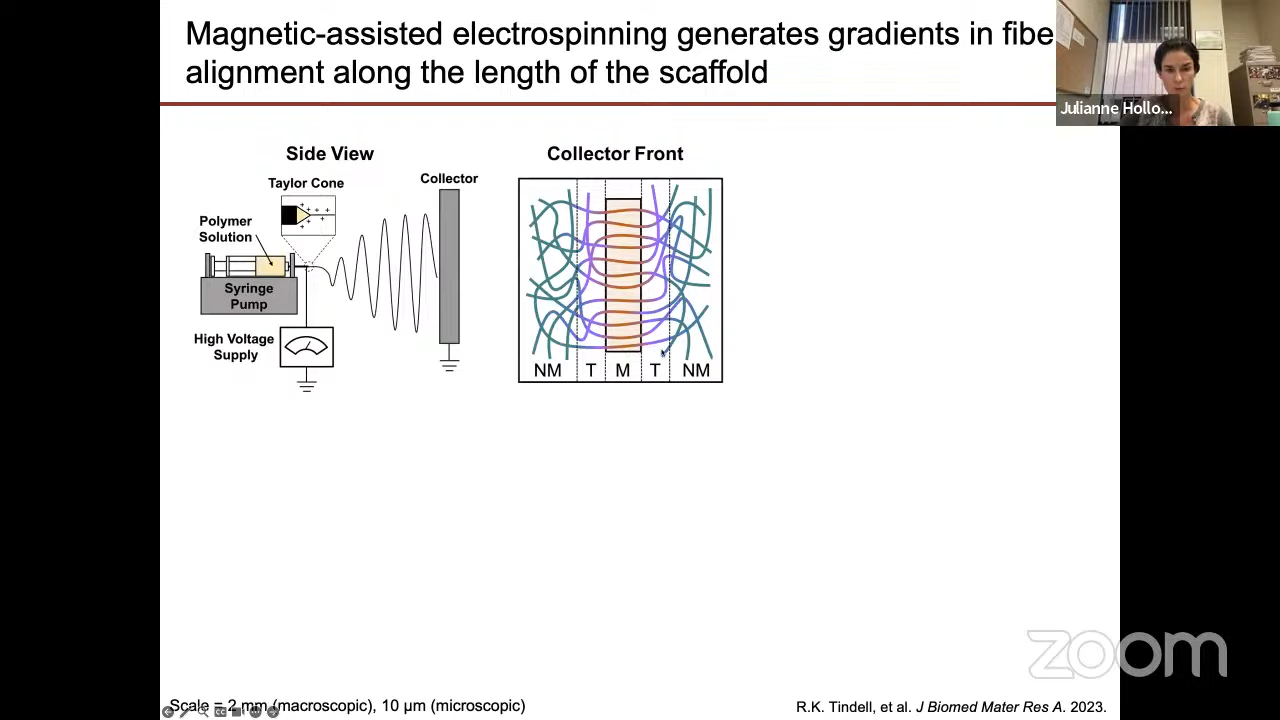 Magnetic-assisted electrospinning generates gradients in fibe
alignment along the length of the scaffold
Julianne Hollo...
Side View
Collector Front
Taylor Cone
Collector
Polymer
Solution
Syringe
Pump
High Voltage
Supply
NM T M T NM
zoom
Scale = 2 mm (macroscopic), 10 µm (microscopic)
R.K. Tindell, et al. J Biomed Mater Res A. 2023.